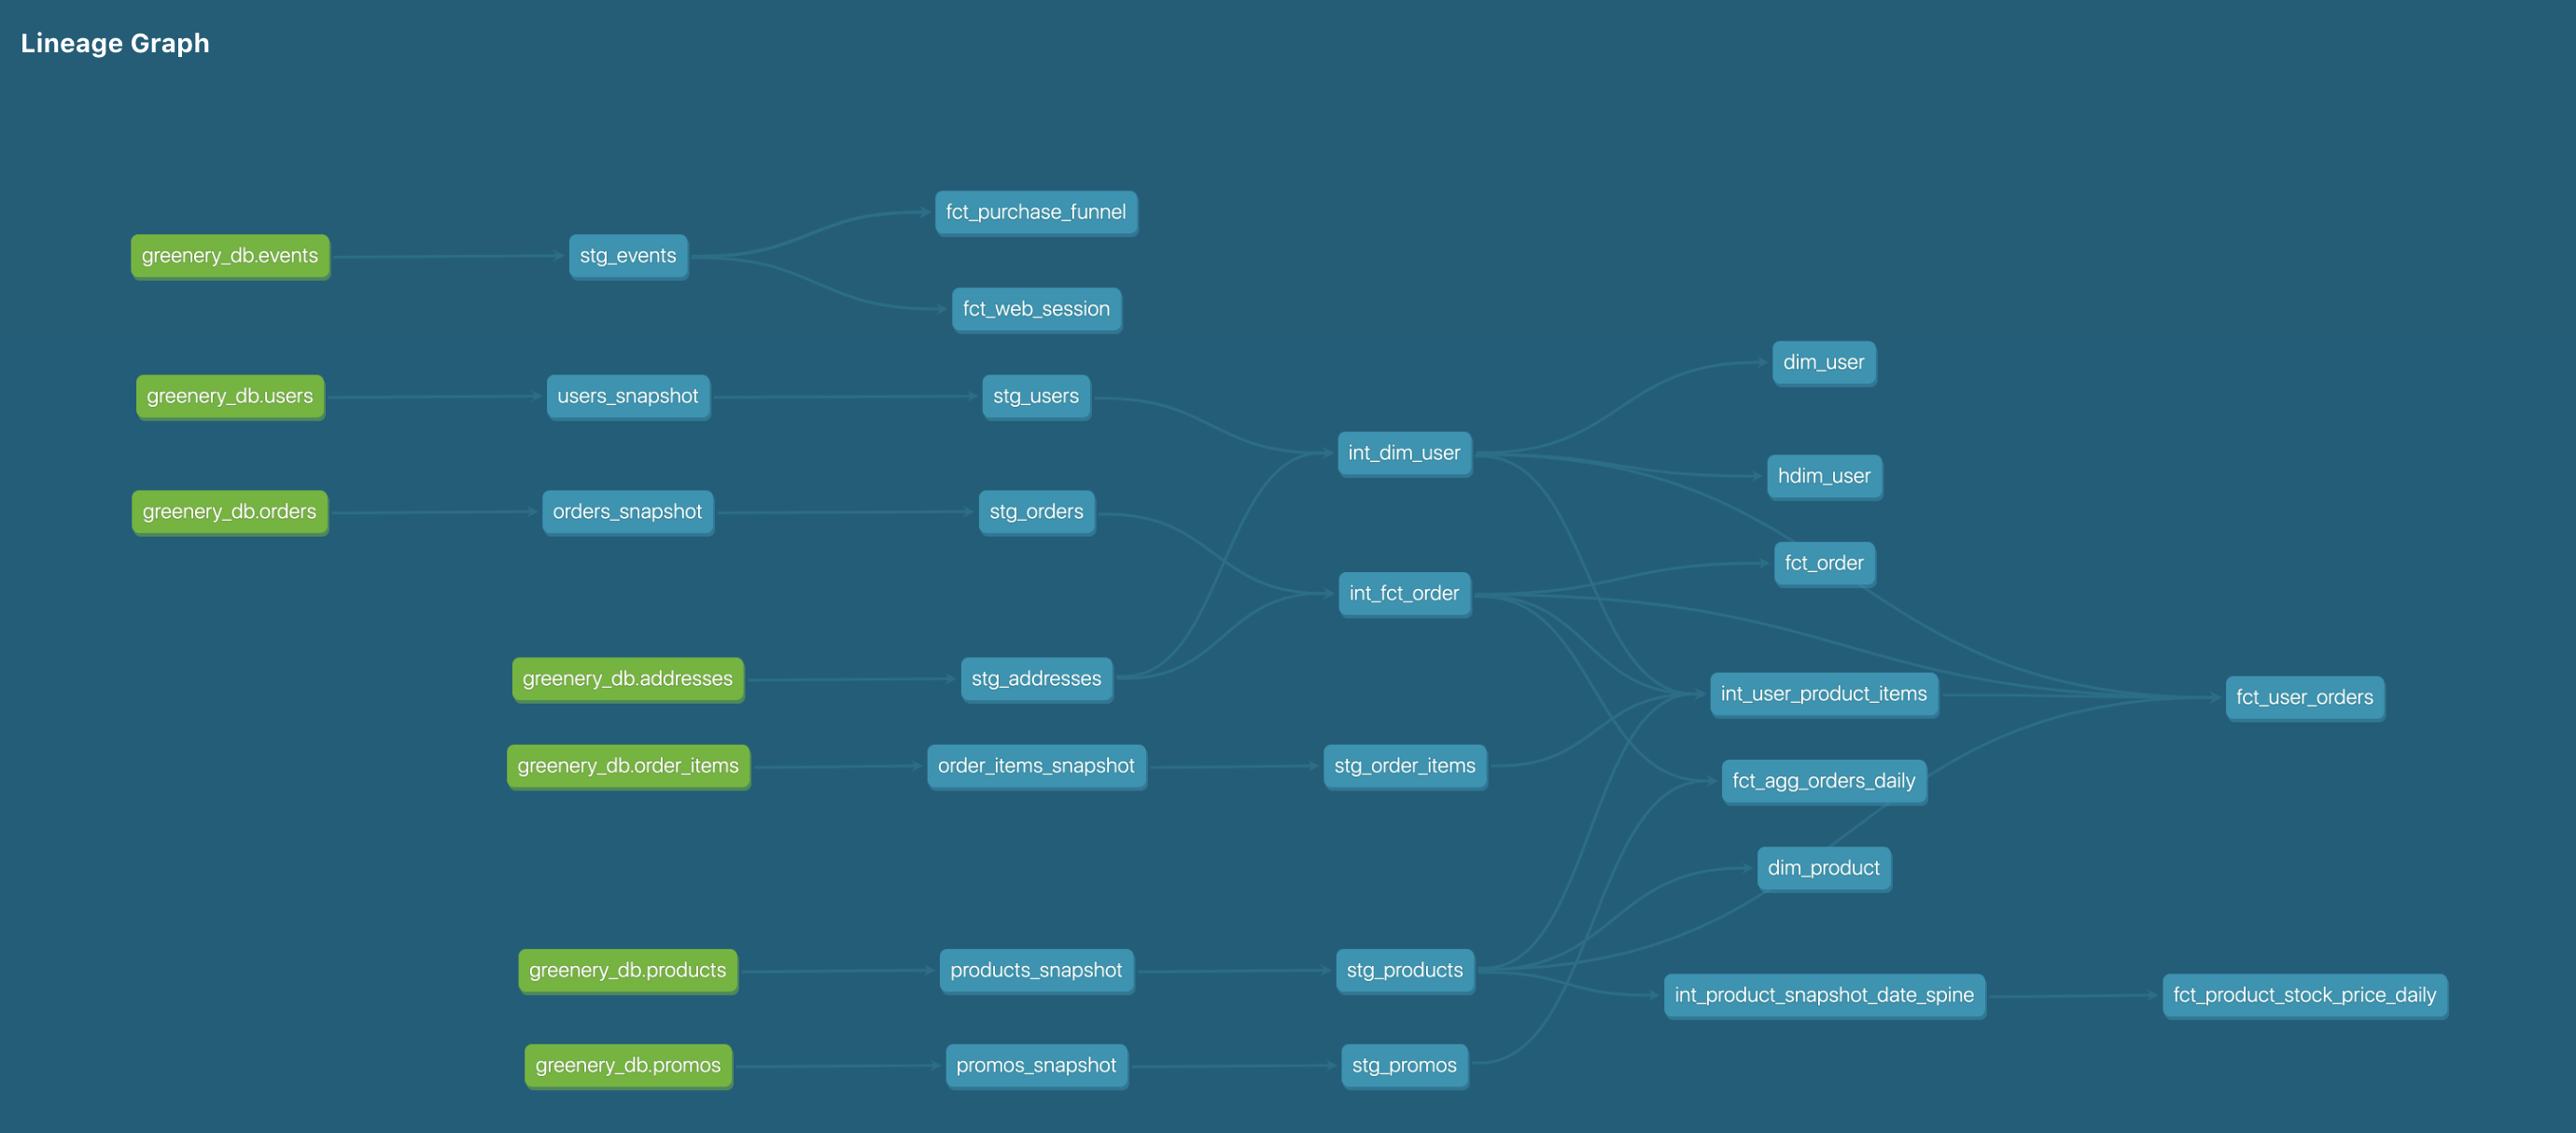 Lineage Graph
fct_purchase_funnel
greenery_db.events
stg_events
fct_web_session
dim_user
greenery_db.users
users_snapshot
stg_users
int_dim_user
hdim_user
greenery_db.orders
orders_snapshot
stg_orders
fct_order
int_fct_order
greenery_db.addresses
stg_addresses
int_user_product_items
fct_user_orders
greenery_db.order_items
order_items_snapshot
stg_order_items
fct_agg_orders_daily
dim_product
greenery_db.products
products_snapshot
stg_products
int_product_snapshot_date_spine
fct_product_stock_price_daily
greenery_db.promos
promos_snapshot
stg_promos